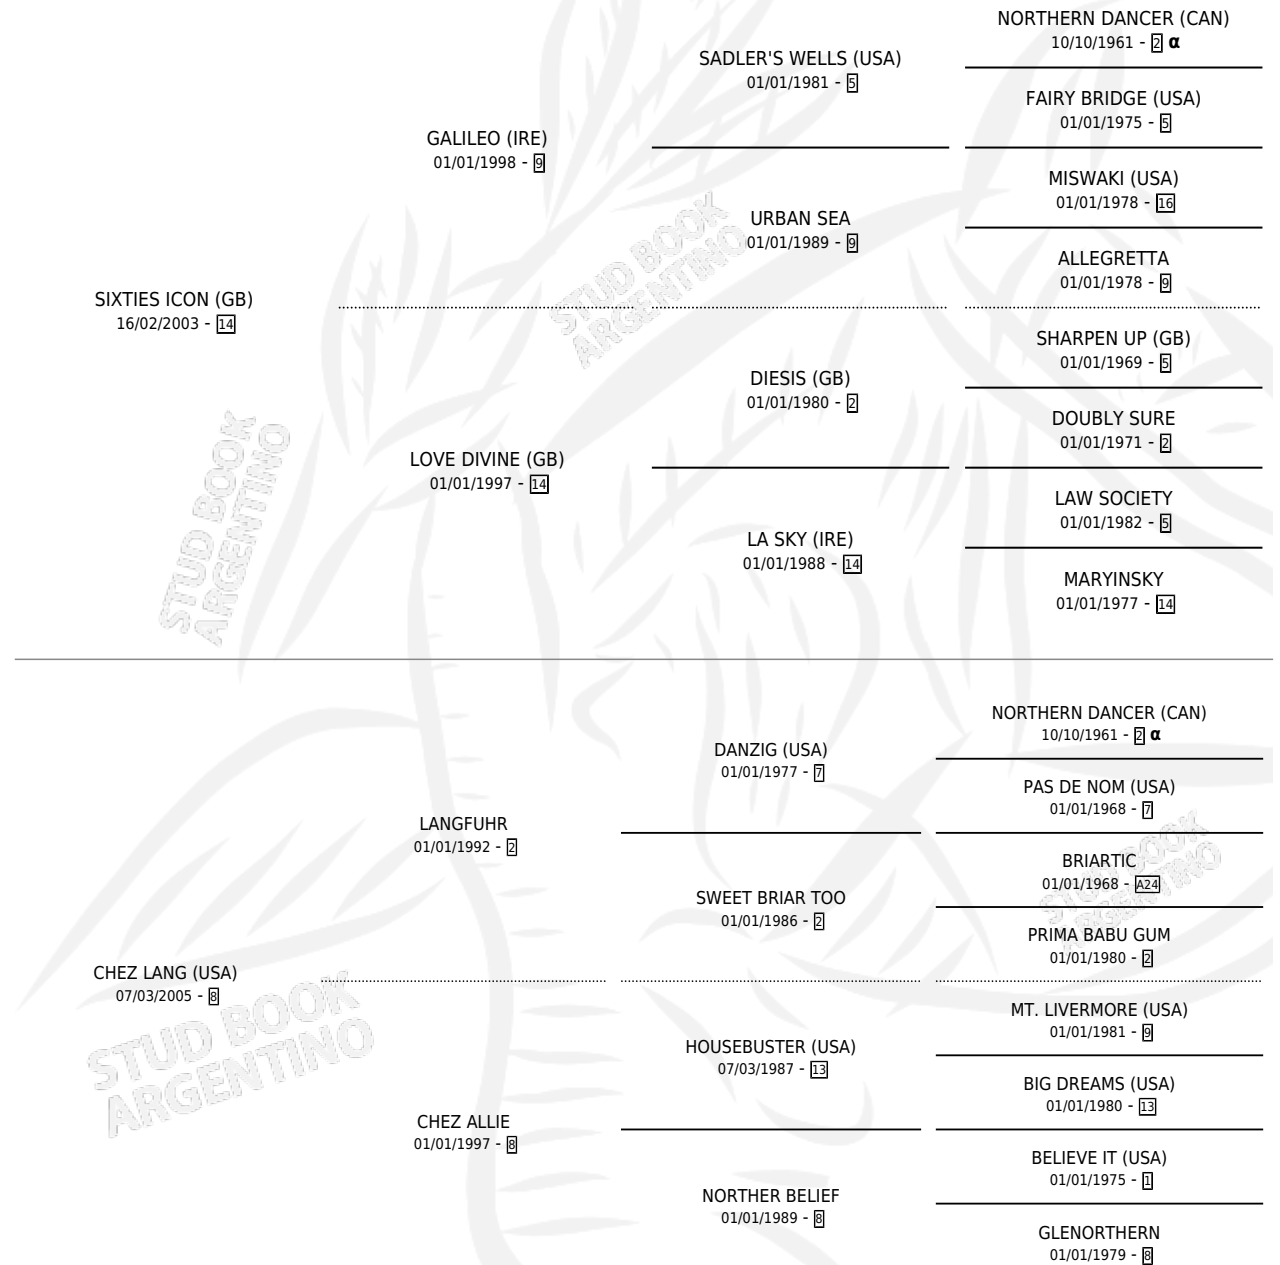 NORTHERN DANCER (CAN)
10/10/1961 - 2 α
SADLER'S WELLS (USA)
01/01/1981 - 5
FAIRY BRIDGE (USA)
01/01/1975 - 5
GALILEO (IRE)
01/01/1998 - 9
MISWAKI (USA)
01/01/1978 - 16
URBAN SEA
01/01/1989 - 9
ALLEGRETTA
01/01/1978 - 9
SIXTIES ICON (GB)
16/02/2003 - 14
STUD BOOK
ARGENTINO
SHARPEN UP (GB)
01/01/1969 - 5
DIESIS (GB)
01/01/1980 - 2
DOUBLY SURE
01/01/1971 - 2
LOVE DIVINE (GB)
01/01/1997 - 14
STUD BOOK
ARGENTINO
LAW SOCIETY
01/01/1982 - 5
LA SKY (IRE)
01/01/1988 - 14
MARYINSKY
01/01/1977 - 14
NORTHERN DANCER (CAN)
10/10/1961 - 2 α
DANZIG (USA)
01/01/1977 - 7
PAS DE NOM (USA)
01/01/1968 - 7
LANGFUHR
01/01/1992 - 2
STUD BOOK
ARGENTINO
BRIARTIC
01/01/1968 - A24
SWEET BRIAR TOO
01/01/1986 - 2
PRIMA BABU GUM
01/01/1980 - 2
CHEZ LANG (USA)
07/03/2005 - 8
STUD BOOK
ARGENTINO
MT. LIVERMORE (USA)
01/01/1981 - 9
HOUSEBUSTER (USA)
07/03/1987 - 13
BIG DREAMS (USA)
01/01/1980 - 13
CHEZ ALLIE
01/01/1997 - 8
BELIEVE IT (USA)
01/01/1975 - 1
NORTHER BELIEF
01/01/1989 - 8
GLENORTHERN
01/01/1979 - 8